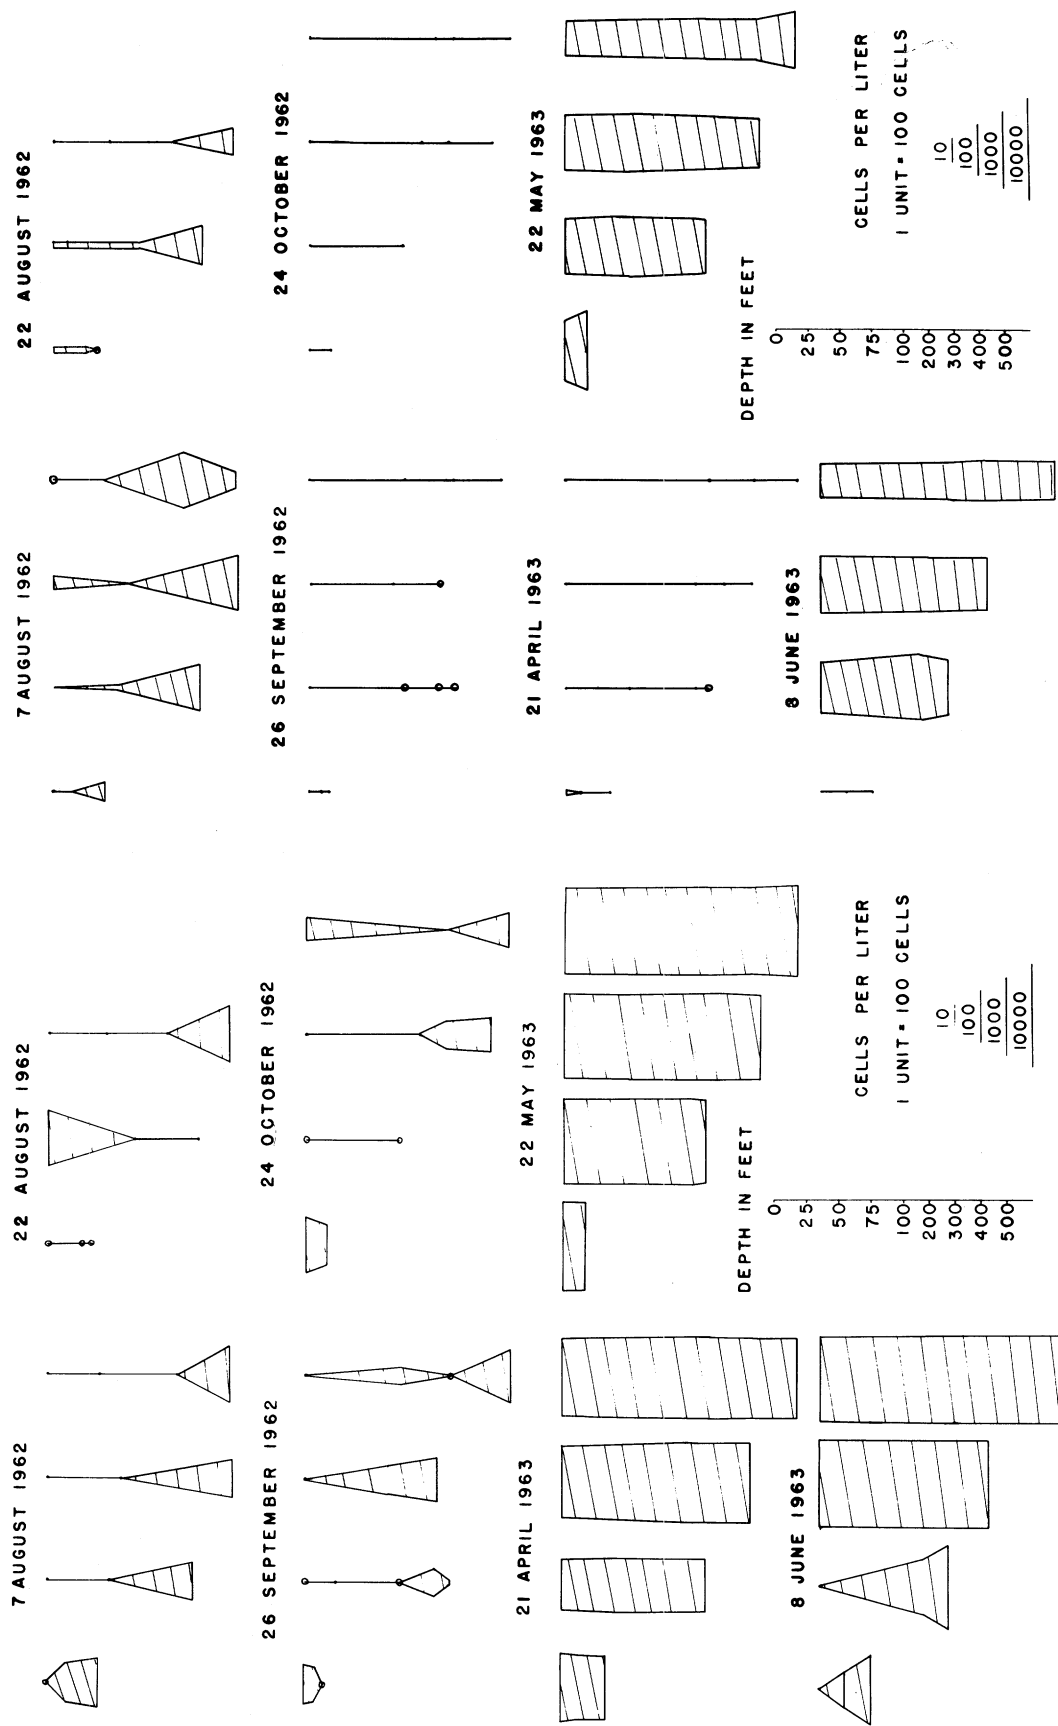 7 AUGUST 1962
22 AUGUST 1962
26 SEPTEMBER 1962
24 OCTOBER 1962
21 APRIL 1963
22 MAY 1963
8 JUNE 1963
DEPTH IN FEET
0
25
50
75
100
200
300
400
500
CELLS PER LITER
1 UNIT = 100 CELLS
10
100
1000
10000
7 AUGUST 1962
22 AUGUST 1962
26 SEPTEMBER 1962
24 OCTOBER 1962
21 APRIL 1963
22 MAY 1963
8 JUNE 1963
DEPTH IN FEET
0
25
50
75
100
200
300
400
500
CELLS PER LITER
1 UNIT = 100 CELLS
10
100
1000
10000